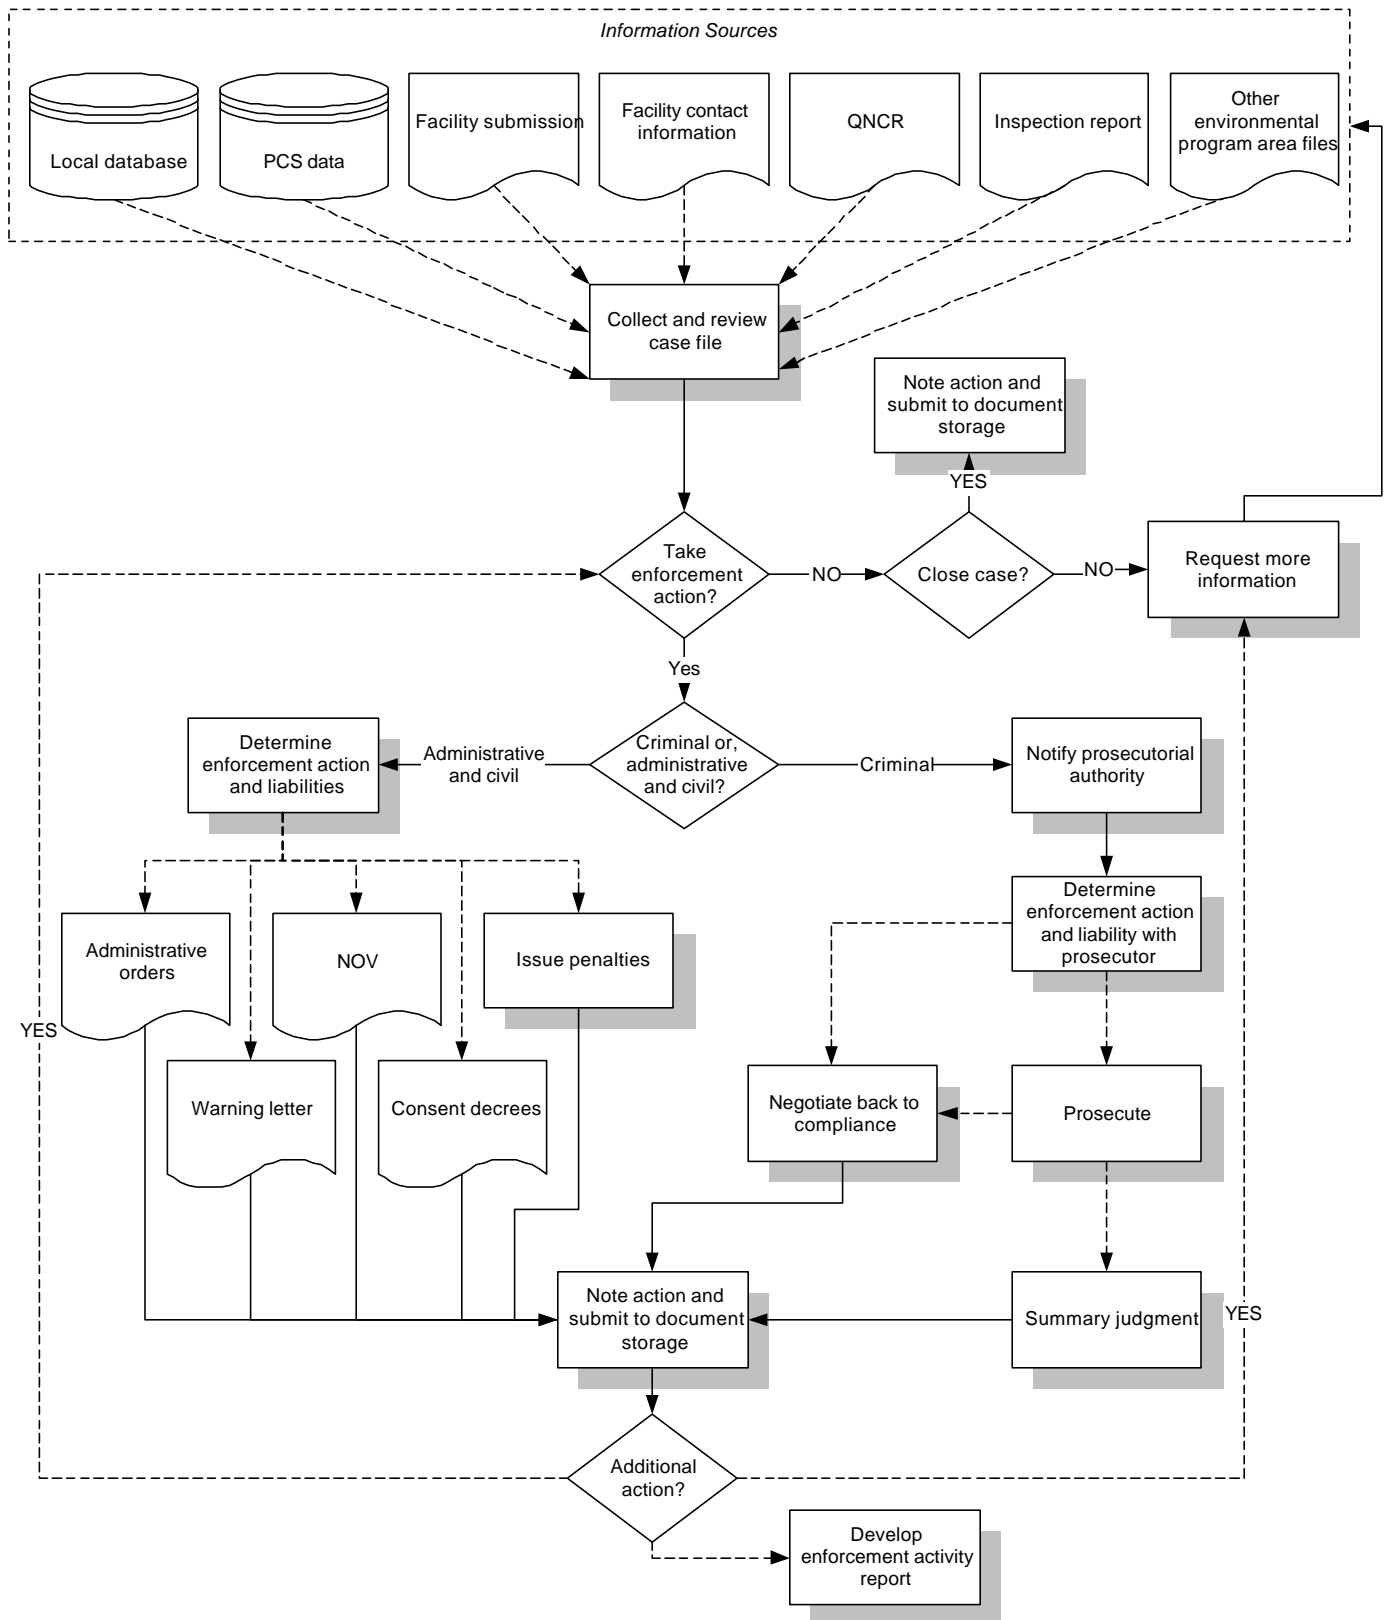 Information Sources
Local database
PCS data
Facility submission
Facility contact
information
QNCR
Inspection report
Other
environmental
program area files
Collect and review
case file
Note action and
submit to document
storage
YES
Take
enforcement
action?
NO
Close case?
NO
Request more
information
Yes
Determine
enforcement action
and liabilities
Administrative
and civil
Criminal or,
administrative
and civil?
Criminal
Notify prosecutorial
authority
Determine
enforcement action
and liability with
prosecutor
Administrative
orders
NOV
Issue penalties
YES
Warning letter
Consent decrees
Negotiate back to
compliance
Prosecute
Note action and
submit to document
storage
Summary judgment
YES
Additional
action?
Develop
enforcement activity
report